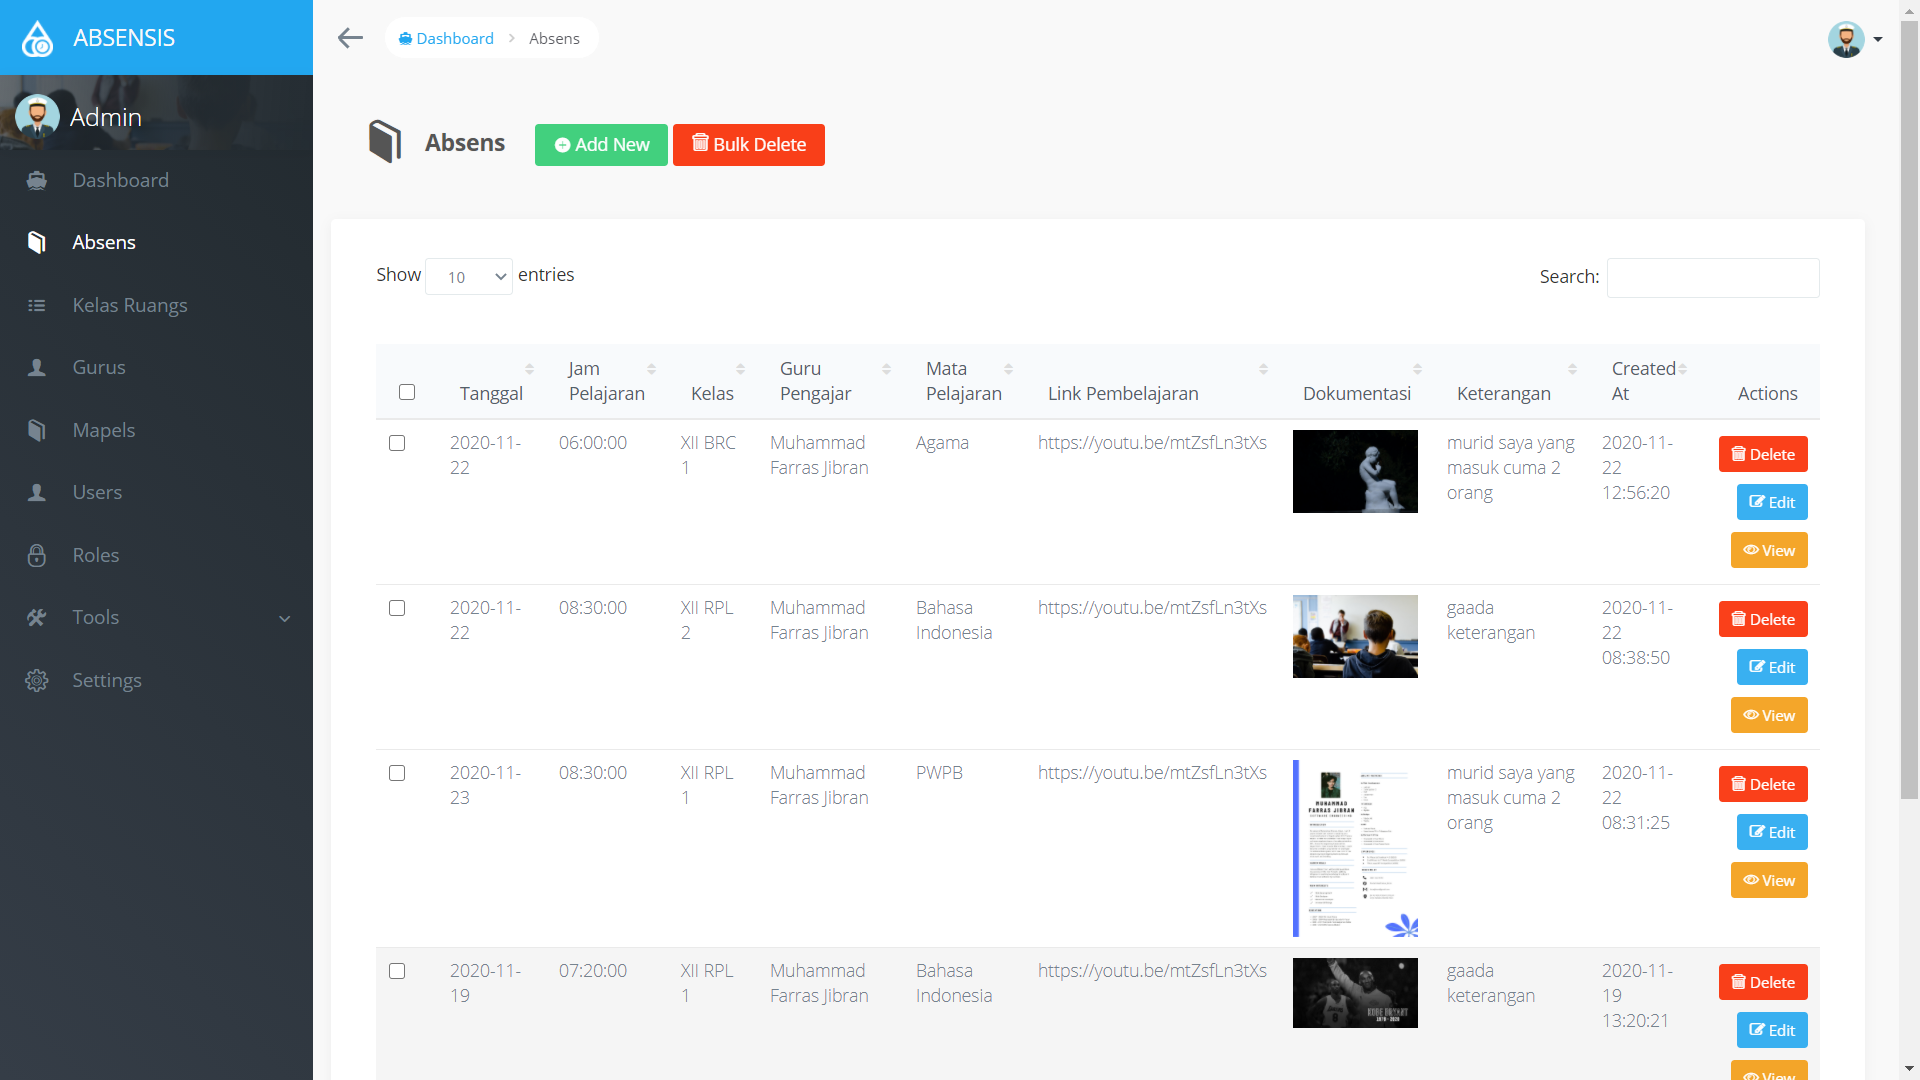 ABSENSIS
Dashboard
Absens
Admin
Dashboard
Absens
Kelas Ruangs
Gurus
Mapels
Users
Roles
Tools
Settings
Absens
Add New
Bulk Delete
Show 10 entries
Search:
Tanggal
Jam
Pelajaran
Kelas
Guru
Pengajar
Mata
Pelajaran
Link Pembelajaran
Dokumentasi
Keterangan
Created
At
Actions
2020-11-
22
06:00:00
XII BRC
1
Muhammad
Farras Jibran
Agama
https://youtu.be/mtZsfLn3tXs
murid saya yang
masuk cuma 2
orang
2020-11-
22
12:56:20
Delete
Edit
View
2020-11-
22
08:30:00
XII RPL
2
Muhammad
Farras Jibran
Bahasa
Indonesia
https://youtu.be/mtZsfLn3tXs
gaada
keterangan
2020-11-
22
08:38:50
Delete
Edit
View
2020-11-
23
08:30:00
XII RPL
1
Muhammad
Farras Jibran
PWPB
https://youtu.be/mtZsfLn3tXs
MUHAMMAD
FARRAS JIBRAN
murid saya yang
masuk cuma 2
orang
2020-11-
22
08:31:25
Delete
Edit
View
2020-11-
19
07:20:00
XII RPL
1
Muhammad
Farras Jibran
Bahasa
Indonesia
https://youtu.be/mtZsfLn3tXs
KOBE BRYANT
1978 - 2020
gaada
keterangan
2020-11-
19
13:20:21
Delete
Edit
View